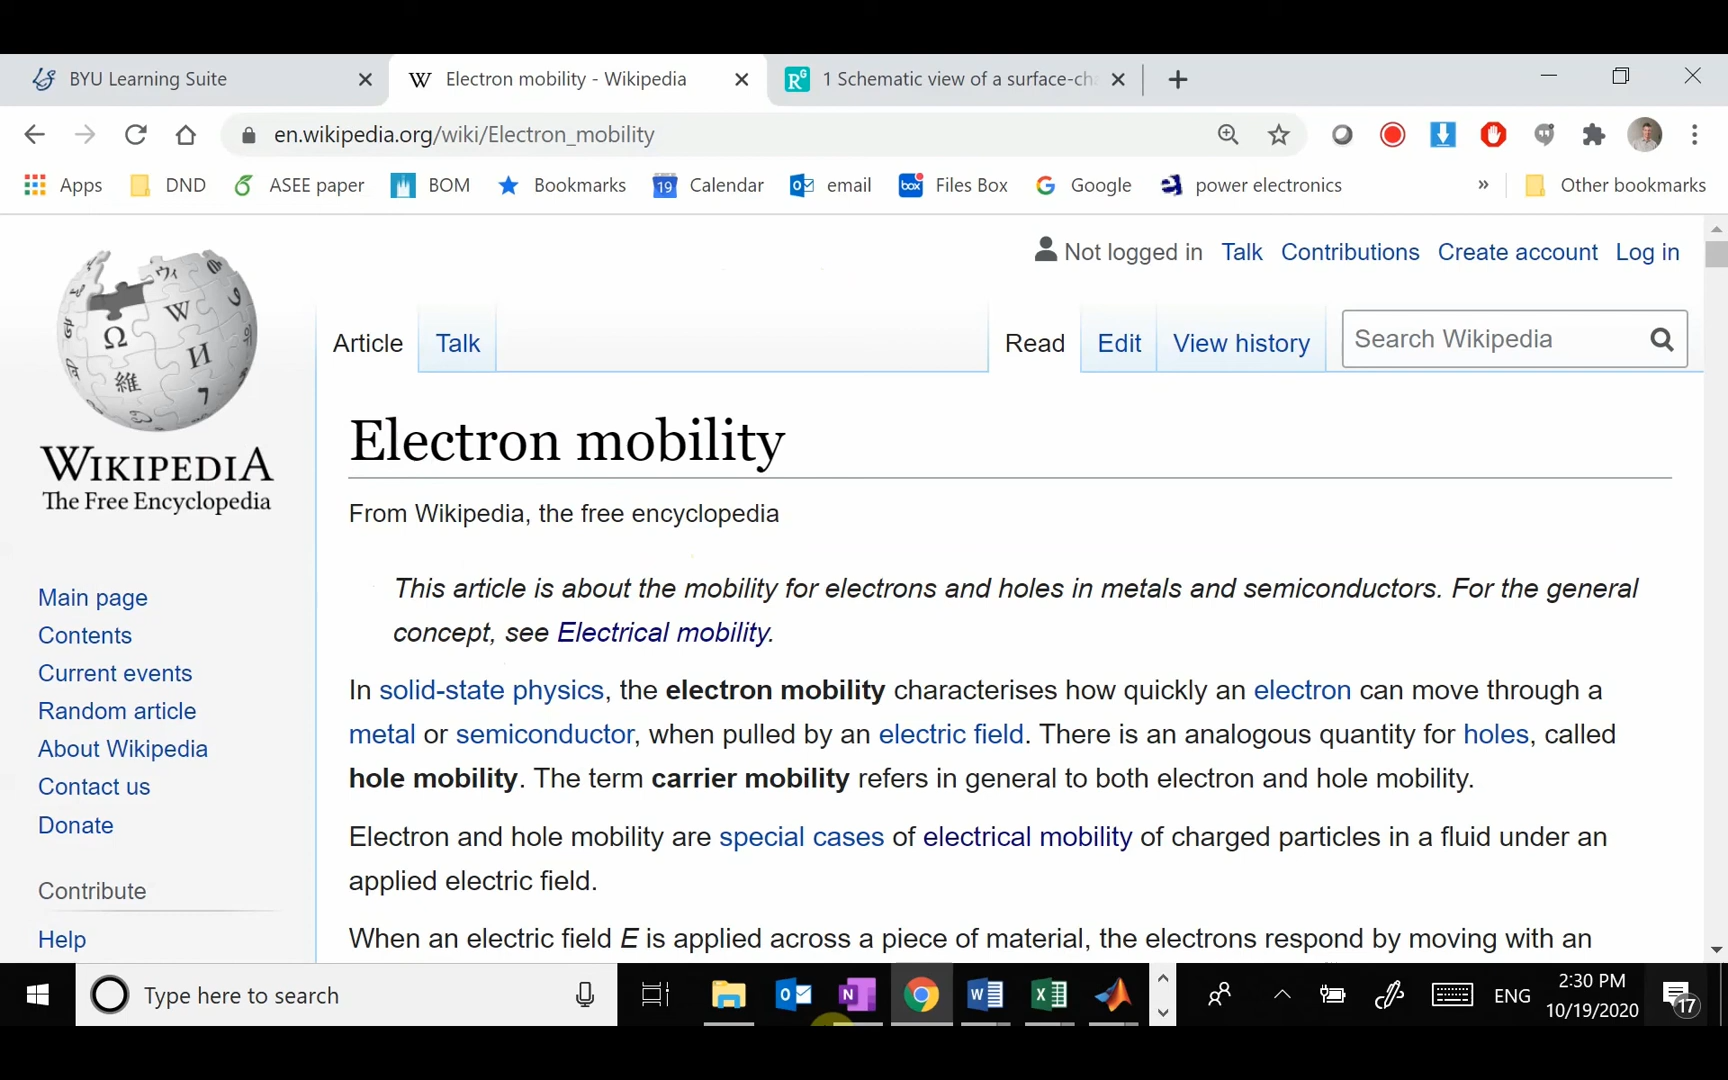 BYU Learning Suite
Electron mobility - Wikipedia
1 Schematic view of a surface-cha
en.wikipedia.org/wiki/Electron_mobility
Apps DND ASEE paper BOM Bookmarks 19 Calendar email box Files Box Google power electronics » Other bookmarks
Not logged in Talk Contributions Create account Log in
Article Talk Read Edit View history Search Wikipedia
WIKIPEDIA
The Free Encyclopedia
Main page
Contents
Current events
Random article
About Wikipedia
Contact us
Donate
Contribute
Help
Electron mobility
From Wikipedia, the free encyclopedia
This article is about the mobility for electrons and holes in metals and semiconductors. For the general
concept, see Electrical mobility.
In solid-state physics, the electron mobility characterises how quickly an electron can move through a
metal or semiconductor, when pulled by an electric field. There is an analogous quantity for holes, called
hole mobility. The term carrier mobility refers in general to both electron and hole mobility.
Electron and hole mobility are special cases of electrical mobility of charged particles in a fluid under an
applied electric field.
When an electric field E is applied across a piece of material, the electrons respond by moving with an
Type here to search
ENG
2:30 PM
10/19/2020
17